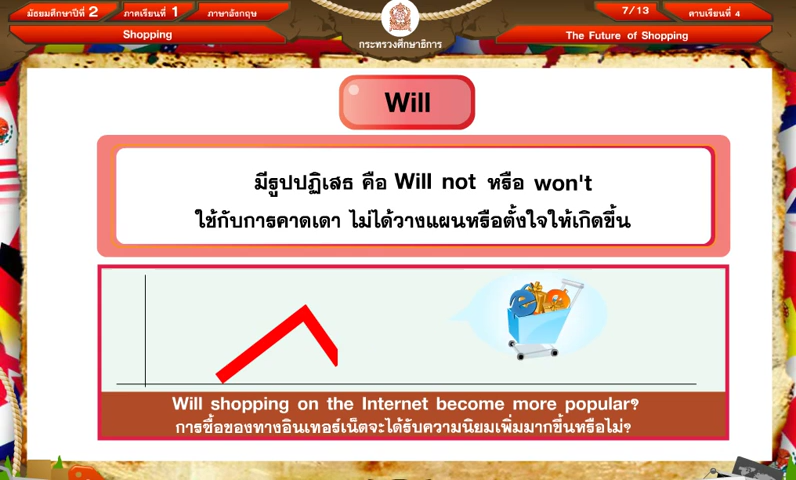 มัธยมศึกษาปีที่ 2
ภาคเรียนที่ 1
ภาษาอังกฤษ
7/13
คาบเรียนที่ 4
Shopping
กระทรวงศึกษาธิการ
The Future of Shopping
Will
มีรูปปฏิเสธ คือ Will not หรือ won't
ใช้กับการคาดเดา ไม่ได้วางแผนหรือตั้งใจให้เกิดขึ้น
Will shopping on the Internet become more popular?
การซื้อของทางอินเทอร์เน็ตจะได้รับความนิยมเพิ่มมากขึ้นหรือไม่?